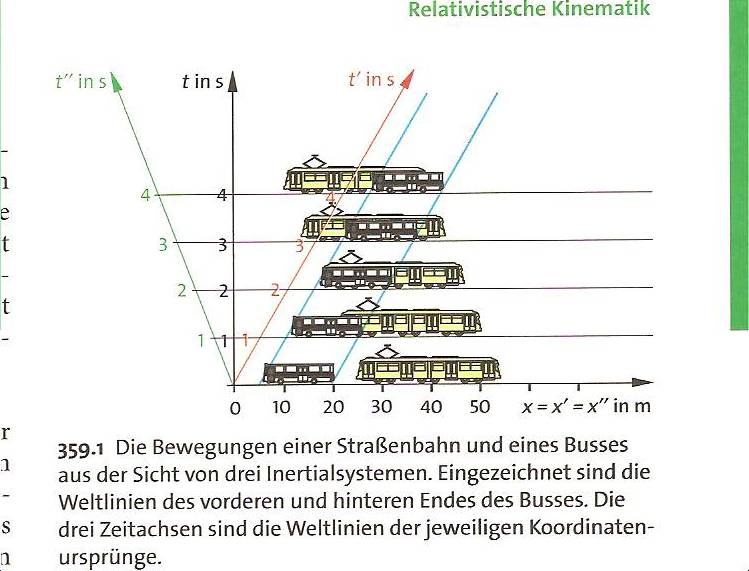 Relativistische Kinematik
t″ in s
t in s
t′ in s
4 4 4
3 3 3
2 2 2
1 1 1
0 10 20 30 40 50 x = x′ = x″ in m
359.1 Die Bewegungen einer Straßenbahn und eines Busses
aus der Sicht von drei Inertialsystemen. Eingezeichnet sind die
Weltlinien des vorderen und hinteren Endes des Busses. Die
drei Zeitachsen sind die Weltlinien der jeweiligen Koordinaten-
ursprünge.